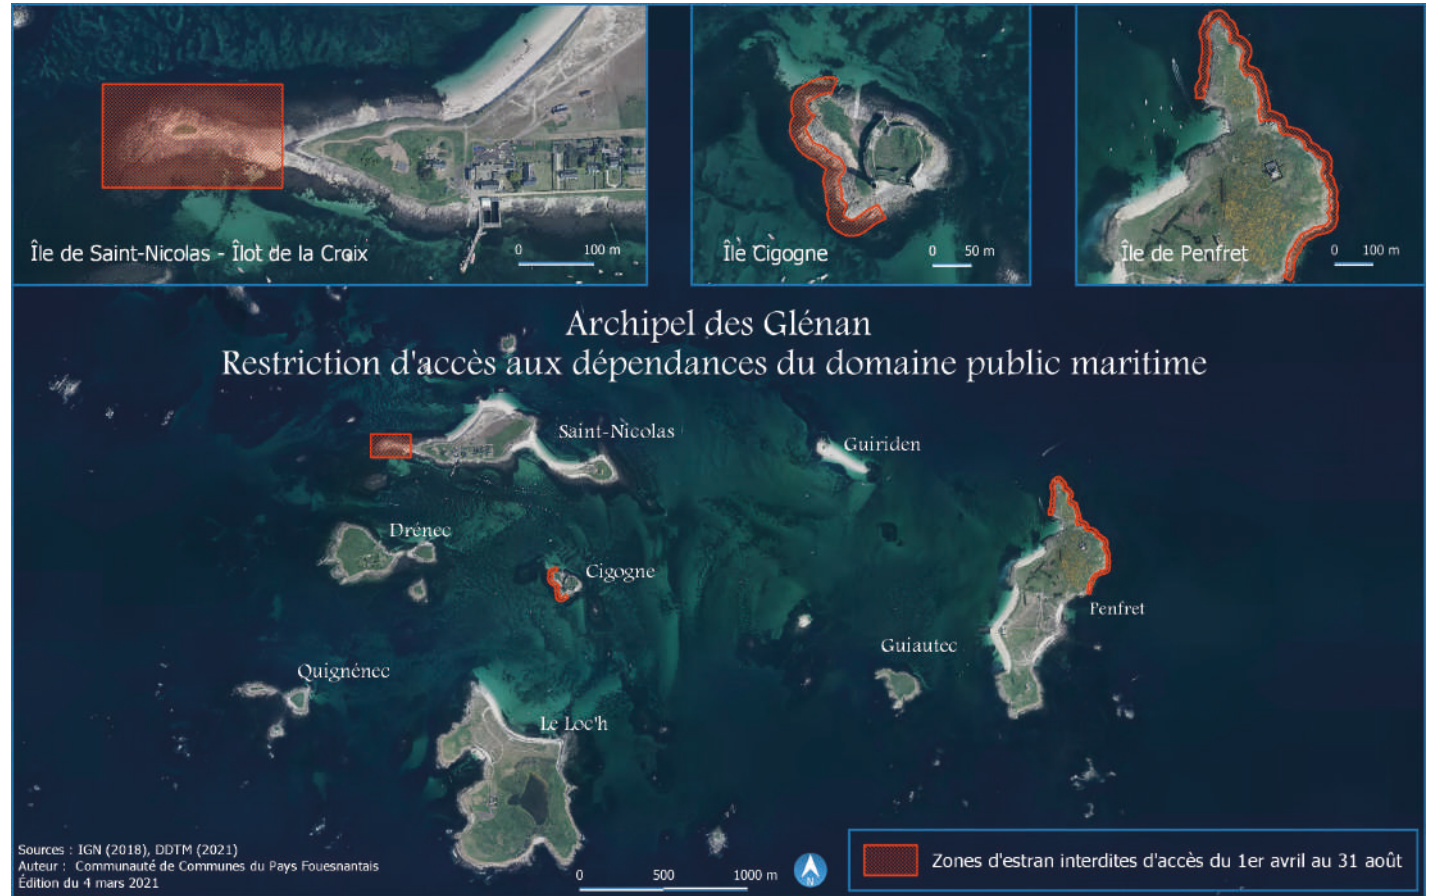 Île de Saint-Nicolas - Îlot de la Croix
0 100 m
Île Cigogne
0 50 m
Île de Penfret
0 100 m
Archipel des Glénan
Restriction d'accès aux dépendances du domaine public maritime
Saint-Nicolas
Guiriden
Drénec
Cigogne
Penfret
Guiautec
Quignénec
Le Loc'h
Sources : IGN (2018), DDTM (2021)
Auteur : Communauté de Communes du Pays Fouesnantais
Édition du 4 mars 2021
0 500 1000 m
N
Zones d'estran interdites d'accès du 1er avril au 31 août